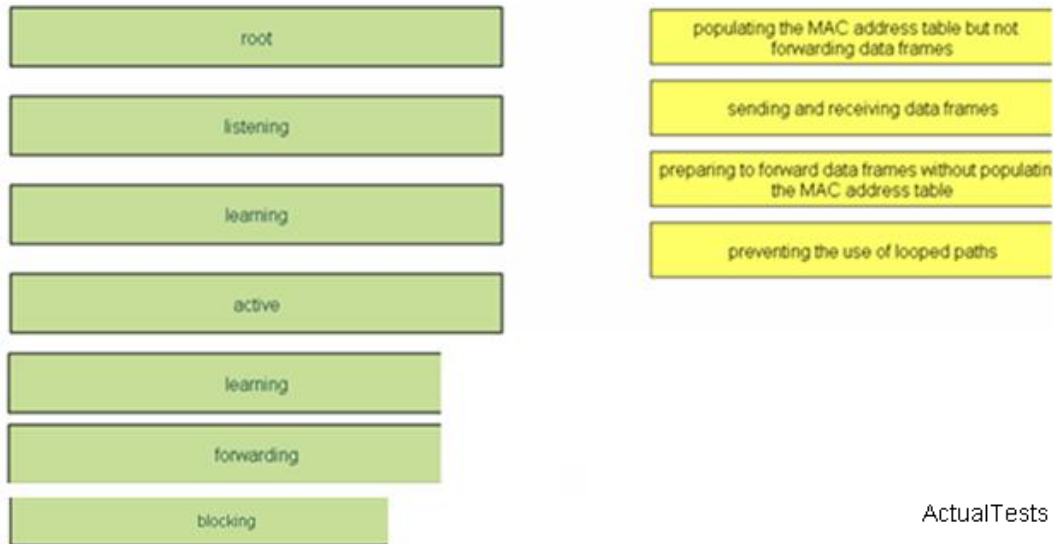 root
listening
learning
active
learning
forwarding
blocking
populating the MAC address table but not
forwarding data frames
sending and receiving data frames
preparing to forward data frames without populatin
the MAC address table
preventing the use of looped paths
ActualTests